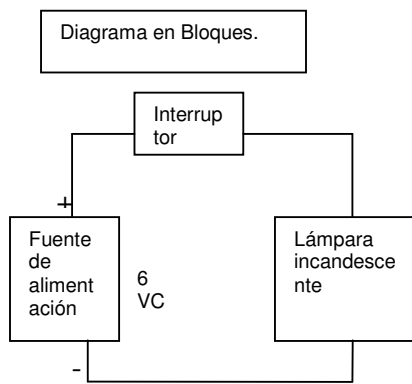 Diagrama en Bloques.
Interrup
tor
+
Fuente
de
aliment
ación
6
VC
Lámpara
incandesce
nte
-